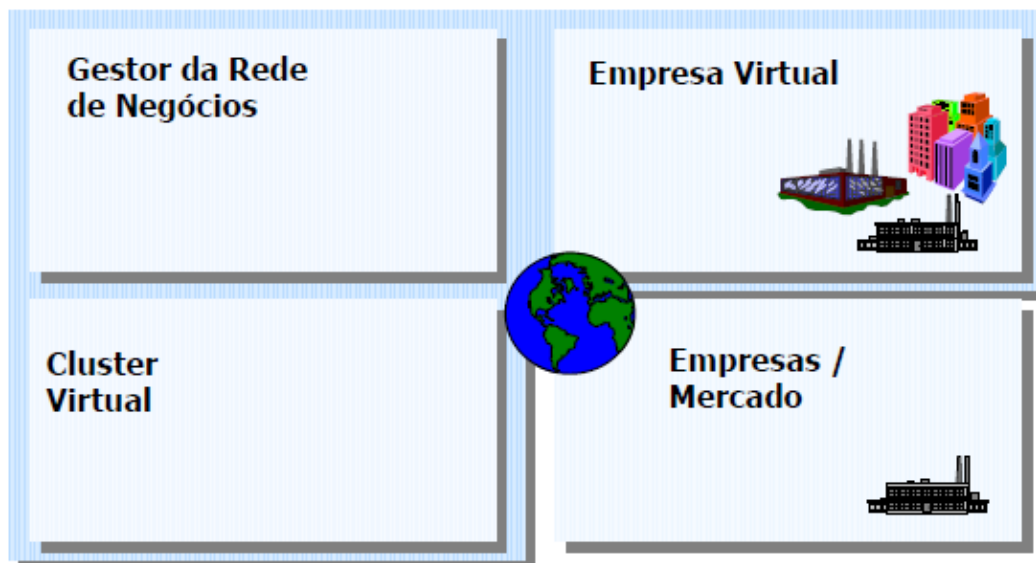 Gestor da Rede
de Negócios
Empresa Virtual
Cluster
Virtual
Empresas /
Mercado